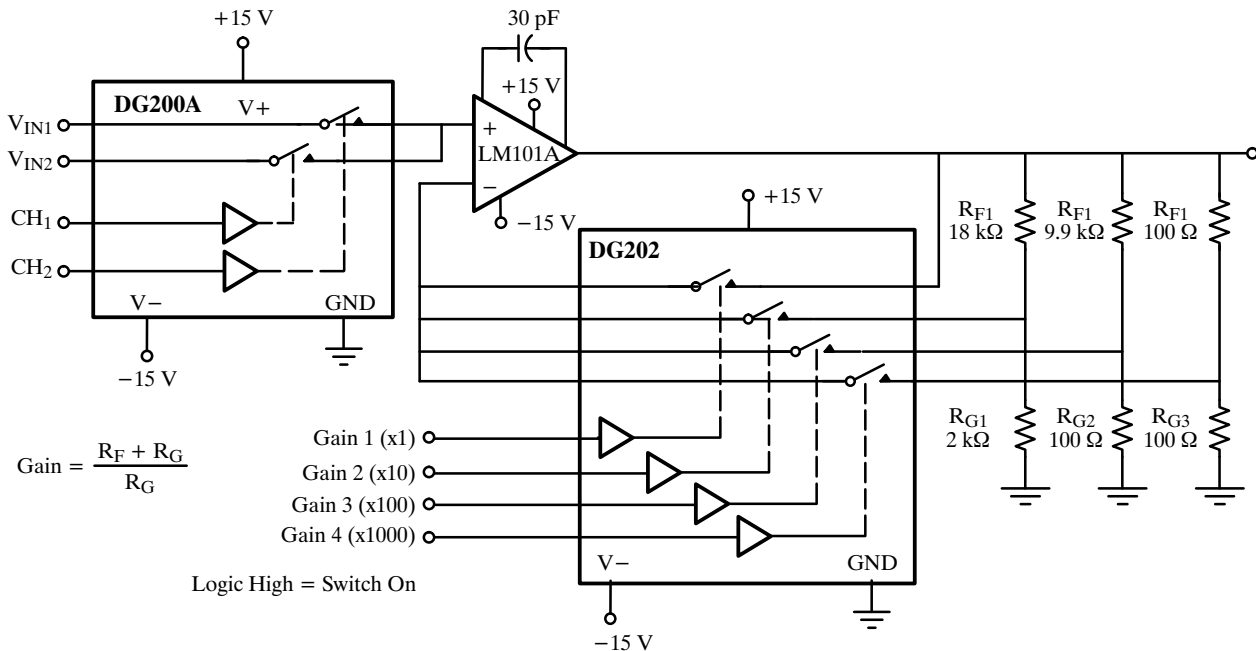 +15 V
30 pF
DG200A
V+
+15 V
V_IN1
+
LM101A
V_IN2
−
−15 V
+15 V
CH_1
CH_2
V−
GND
−15 V
R_F1
18 kΩ
R_F1
9.9 kΩ
R_F1
100 Ω
DG202
R_G1
2 kΩ
R_G2
100 Ω
R_G3
100 Ω
Gain = R_F + R_G / R_G
Gain 1 (x1)
Gain 2 (x10)
Gain 3 (x100)
Gain 4 (x1000)
V−
GND
Logic High = Switch On
−15 V